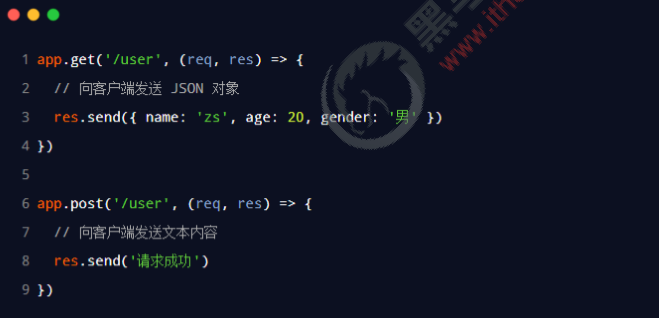 黑马
www.ithe
1 app.get('/user', (req, res) => {
2 // 向客户端发送 JSON 对象
3 res.send({ name: 'zs', age: 20, gender: '男' })
4 })
5
6 app.post('/user', (req, res) => {
7 // 向客户端发送文本内容
8 res.send('请求成功')
9 })